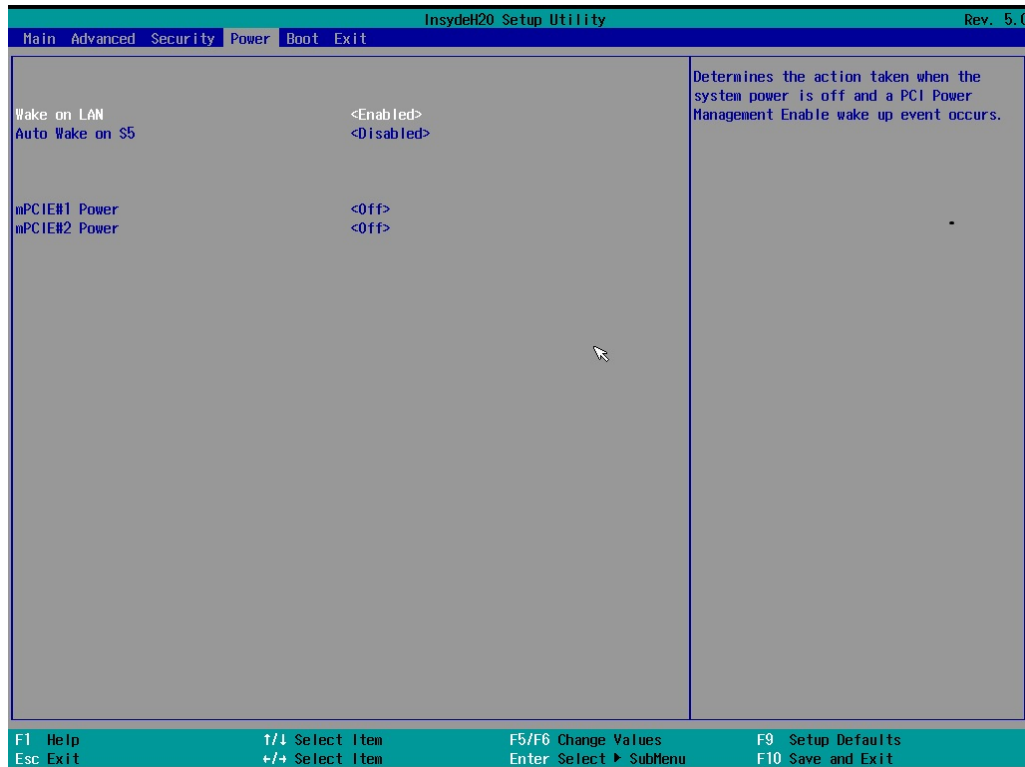 InsydeH20 Setup Utility Rev. 5.0
Main Advanced Security Power Boot Exit
Wake on LAN <Enabled>
Auto Wake on S5 <Disabled>
mPCIE#1 Power <Off>
mPCIE#2 Power <Off>
Determines the action taken when the
system power is off and a PCI Power
Management Enable wake up event occurs.
F1 Help ↑/↓ Select Item F5/F6 Change Values F9 Setup Defaults
Esc Exit ←/→ Select Item Enter Select ▶ SubMenu F10 Save and Exit